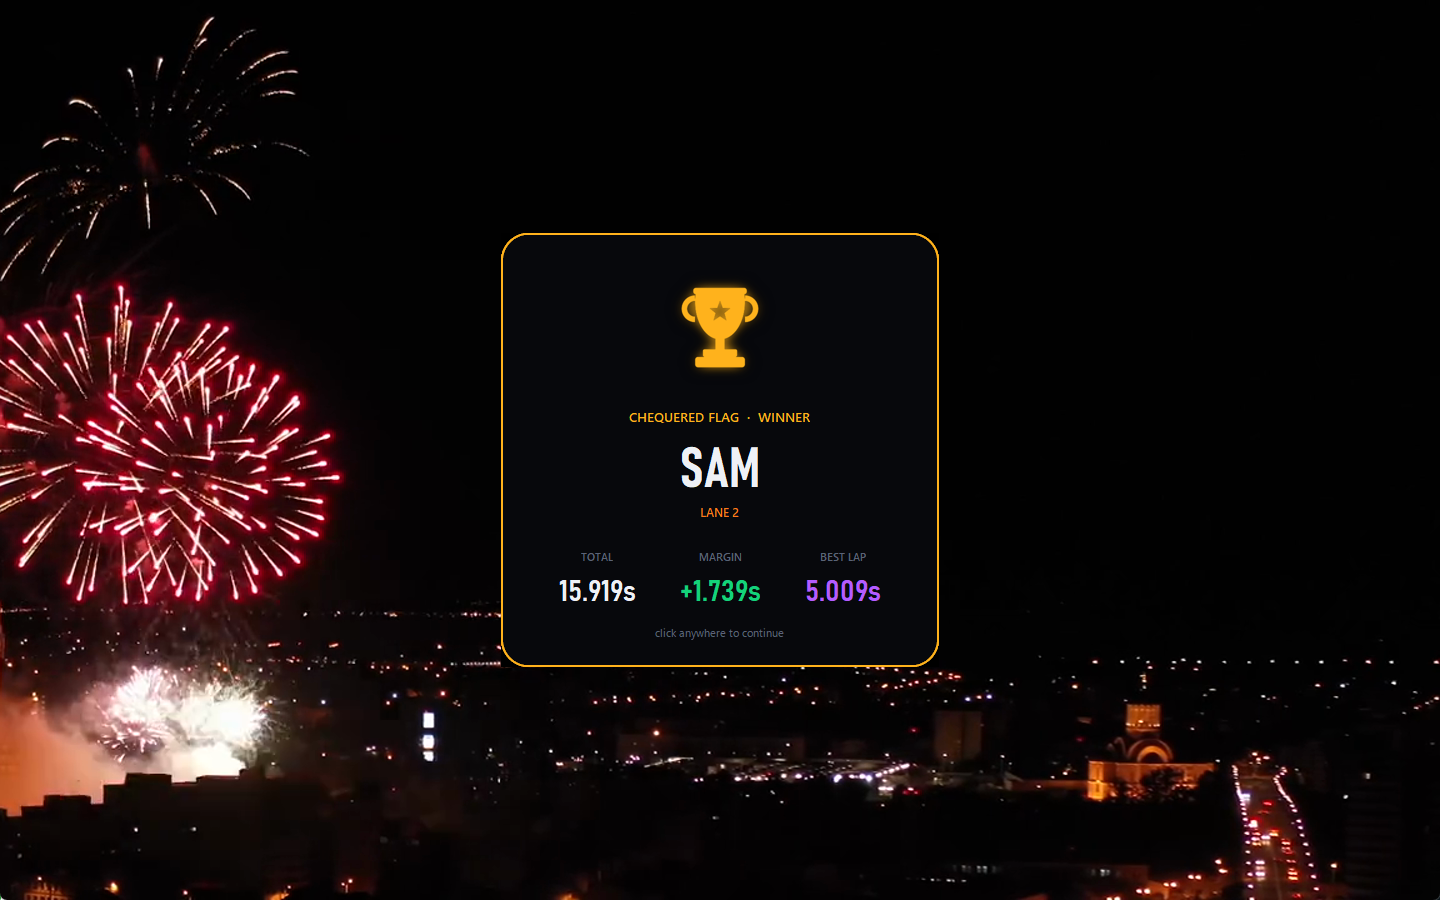 CHEQUERED FLAG · WINNER
SAM
LANE 2
TOTAL MARGIN BEST LAP
15.919s +1.739s 5.009s
click anywhere to continue